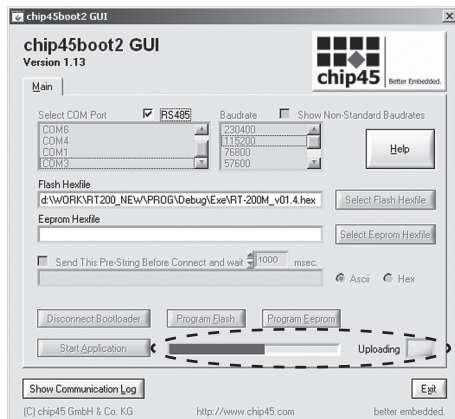 chip45boot2 GUI
chip45boot2 GUI
Version 1.13
chip45 Better Embedded.
Main
Select COM Port RS485 Baudrate Show Non-Standard Baudrates
COM6 230400
COM4 115200
COM1 76800
COM3 57600
Help
Flash Hexfile
d:\WORK\RT200_NEW\PROG\Debug\Exe\RT-200M_v01.4.hex Select Flash Hexfile
Eeprom Hexfile
Select Eeprom Hexfile
Send This Pre-String Before Connect and wait 1000 msec.
Ascii Hex
Disconnect Bootloader Program Flash Program Eeprom
Start Application Uploading
Show Communication Log Exit
(C) chip45 GmbH & Co. KG http://www.chip45.com better embedded.